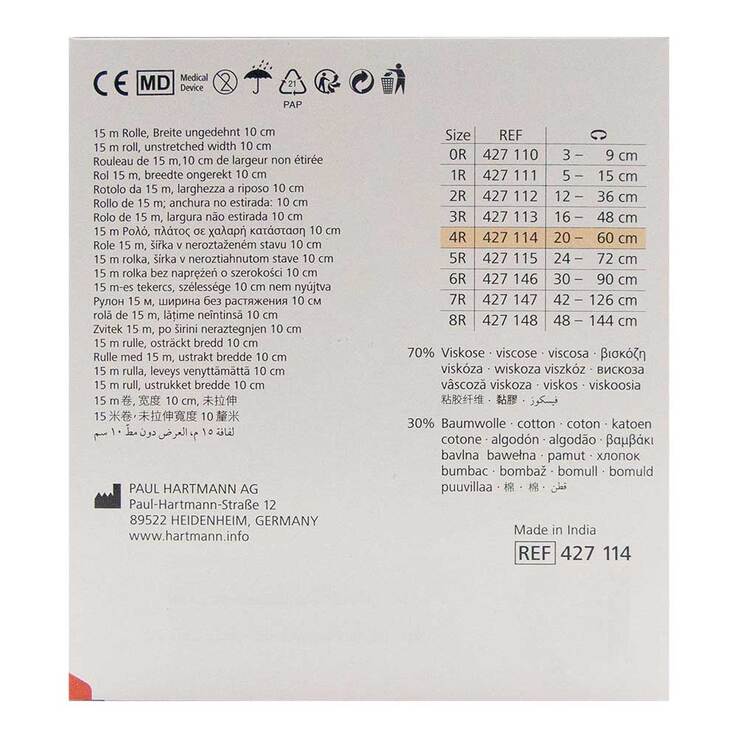 CE MD Medical Device 21 PAP
15 m Rolle, Breite ungedehnt 10 cm
15 m roll, unstretched width 10 cm
Rouleau de 15 m,10 cm de largeur non étirée
Rol 15 m, breedte ongerekt 10 cm
Rotolo da 15 m, larghezza a riposo 10 cm
Rollo de 15 m; anchura no estirada: 10 cm
Rolo de 15 m, largura não estirada 10 cm
15 m Ρολό, πλάτος σε χαλαρή κατάσταση 10 cm
Role 15 m, šířka v neroztaženém stavu 10 cm
15 m rolka, šírka v neroztiahnutom stave 10 cm
15 m rolka bez naprężeń o szerokości 10 cm
15 m-es tekercs, szélessége 10 cm nem nyújtva
Рулон 15 м, ширина без растяжения 10 см
rolă de 15 m, lățime neîntinsă 10 cm
Zvitek 15 m, po širini neraztegnjen 10 cm
15 m rulle, osträckt bredd 10 cm
Rulle med 15 m, ustrakt bredde 10 cm
15 m rulla, leveys venyttämättä 10 cm
15 m rull, ustrukket bredde 10 cm
15 m卷, 宽度 10 cm, 未拉伸
15 米卷，未拉伸寬度 10 釐米
لفافة ١٥ م، العرض دون مطّ ١٠ سم
PAUL HARTMANN AG
Paul-Hartmann-Straße 12
89522 HEIDENHEIM, GERMANY
www.hartmann.info
Size REF
0R 427 110 3 – 9 cm
1R 427 111 5 – 15 cm
2R 427 112 12 – 36 cm
3R 427 113 16 – 48 cm
4R 427 114 20 – 60 cm
5R 427 115 24 – 72 cm
6R 427 146 30 – 90 cm
7R 427 147 42 – 126 cm
8R 427 148 48 – 144 cm
70% Viskose · viscose · viscosa · βισκόζη
viskóza · wiskoza viszkóz · вискоза
vâscoză viskoza · viskos · viskoosia
粘胶纤维 · 黏膠 · فيسكوز
30% Baumwolle · cotton · coton · katoen
cotone · algodón · algodão · βαμβάκι
bavlna bawełna · pamut · хлопок
bumbac · bombaž · bomull · bomuld
puuvillaa · 棉 · 棉 · قطن
Made in India
REF 427 114